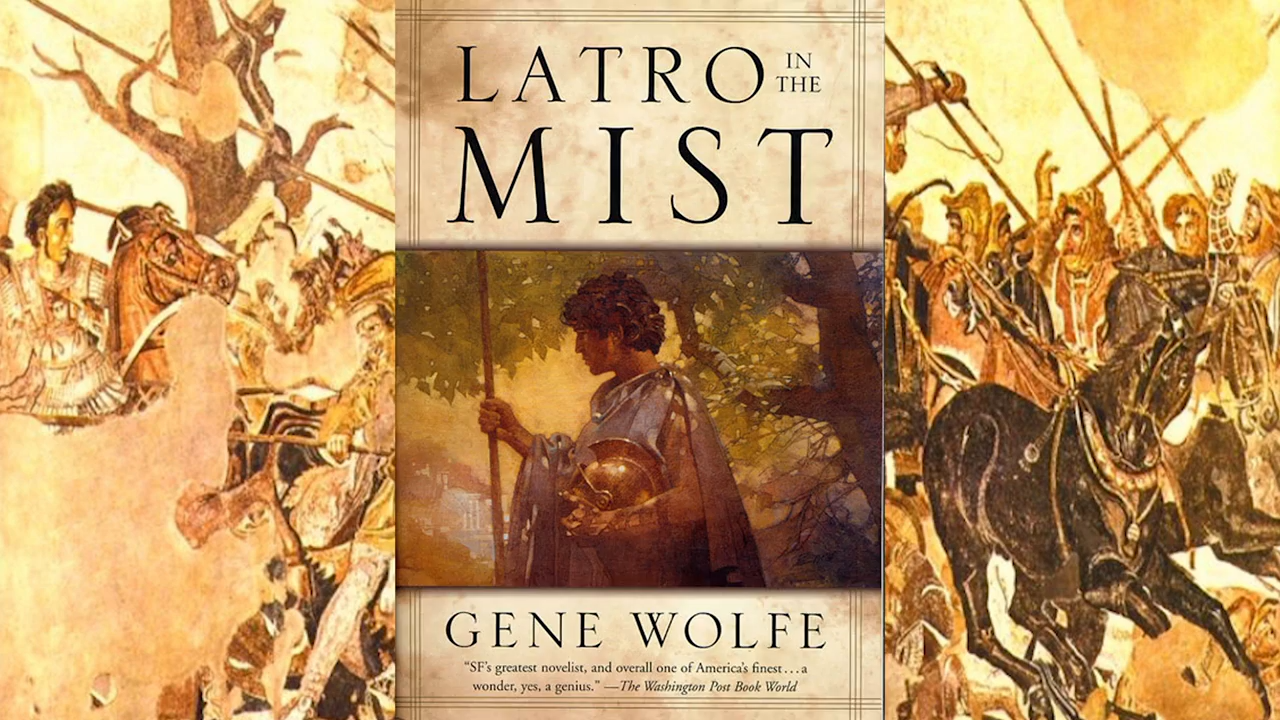 LATRO IN
THE
MIST
GENE WOLFE
“SF’s greatest novelist, and overall one of America’s finest...a
wonder, yes, a genius.” —The Washington Post Book World